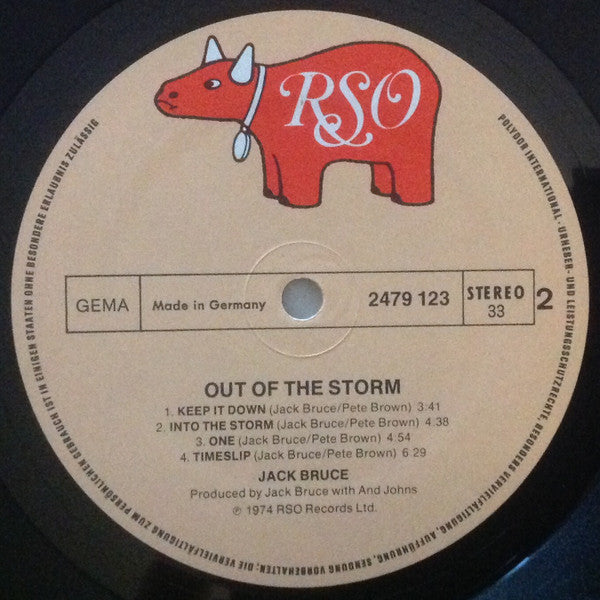 RSO
GEMA
Made in Germany
2479 123
STEREO
33
2
OUT OF THE STORM
1. KEEP IT DOWN (Jack Bruce/Pete Brown) 3:41
2. INTO THE STORM (Jack Bruce/Pete Brown) 4.38
3. ONE (Jack Bruce/Pete Brown) 4.54
4. TIMESLIP (Jack Bruce/Pete Brown) 6 29
JACK BRUCE
Produced by Jack Bruce with And Johns
℗ 1974 RSO Records Ltd.
POLYDOR INTERNATIONAL · URHEBER- UND LEISTUNGSSCHUTZRECHTE, BESONDERS VERVIELFÄLTIGUNG, AUFFÜHRUNG, SENDUNG VORBEHALTEN; DIE VERVIELFÄLTIGUNG ZUM PERSÖNLICHEN GEBRAUCH IST IN EINIGEN STAATEN OHNE BESONDERE ERLAUBNIS ZULÄSSIG